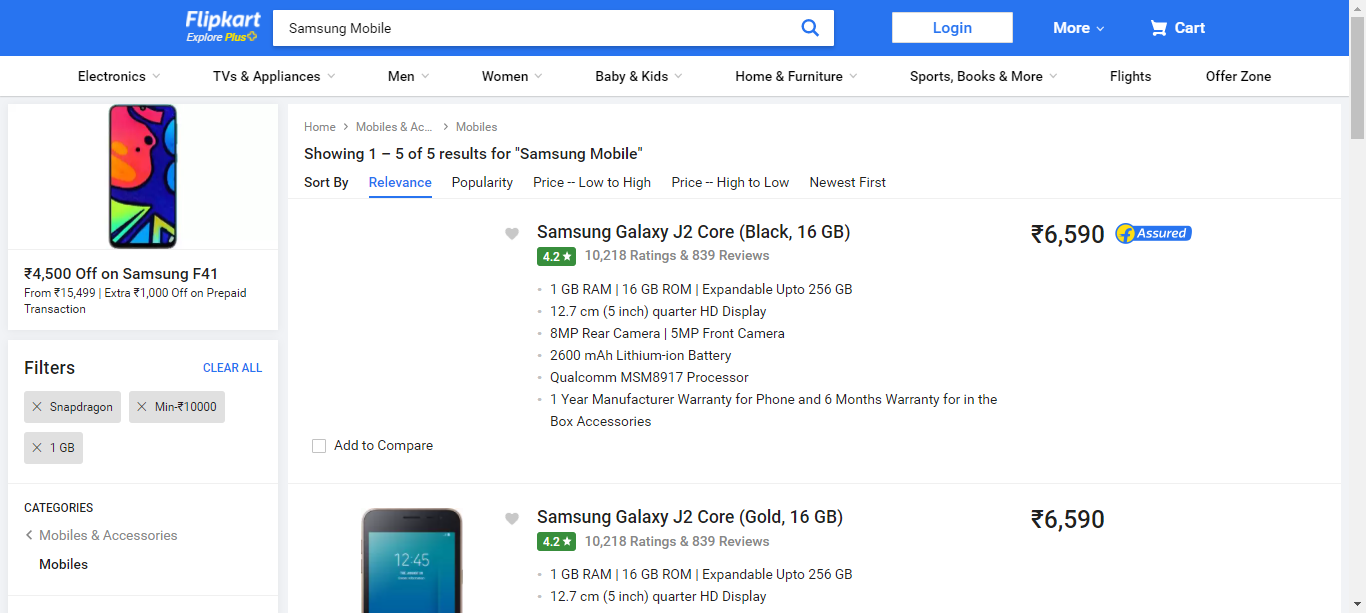 Flipkart
Explore Plus
Samsung Mobile
Login
More
Cart
Electronics
TVs & Appliances
Men
Women
Baby & Kids
Home & Furniture
Sports, Books & More
Flights
Offer Zone
₹4,500 Off on Samsung F41
From ₹15,499 | Extra ₹1,000 Off on Prepaid
Transaction
Filters
CLEAR ALL
Snapdragon
Min-₹10000
1 GB
CATEGORIES
Mobiles & Accessories
Mobiles
Home
Mobiles & Ac...
Mobiles
Showing 1 – 5 of 5 results for "Samsung Mobile"
Sort By
Relevance
Popularity
Price -- Low to High
Price -- High to Low
Newest First
Samsung Galaxy J2 Core (Black, 16 GB)
4.2 ★
10,218 Ratings & 839 Reviews
1 GB RAM | 16 GB ROM | Expandable Upto 256 GB
12.7 cm (5 inch) quarter HD Display
8MP Rear Camera | 5MP Front Camera
2600 mAh Lithium-ion Battery
Qualcomm MSM8917 Processor
1 Year Manufacturer Warranty for Phone and 6 Months Warranty for in the
Box Accessories
₹6,590
Assured
Add to Compare
12:45
Samsung Galaxy J2 Core (Gold, 16 GB)
4.2 ★
10,218 Ratings & 839 Reviews
1 GB RAM | 16 GB ROM | Expandable Upto 256 GB
12.7 cm (5 inch) quarter HD Display
₹6,590